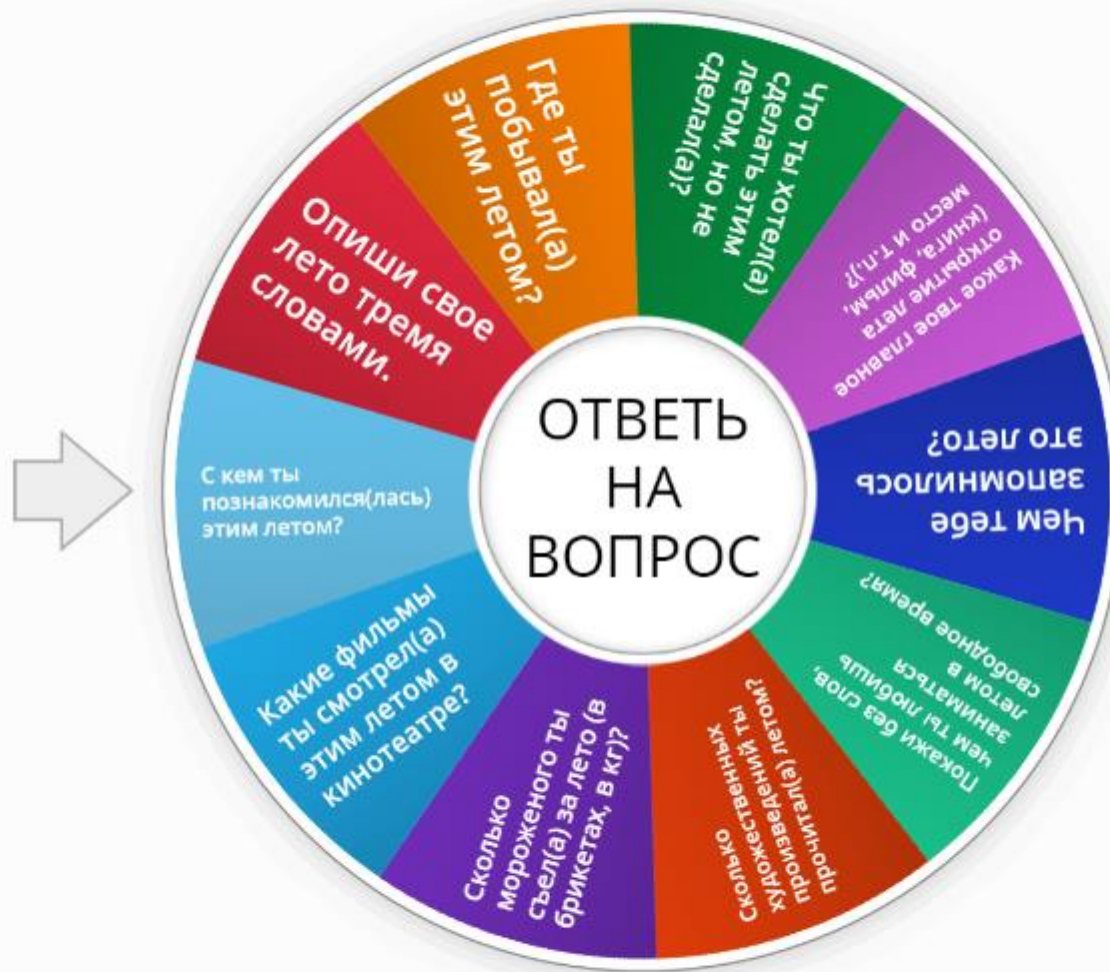 ОТВЕТЬ
НА
ВОПРОС
С кем ты
познакомился(лась)
этим летом?
Опиши свое
лето тремя
словами.
Где ты
побывал(а)
этим летом?
Что ты хотел(а)
сделать этим
летом, но не
сделал(а)?
Какое твое главное
открытие лета
(книга, фильм,
место и т.п.)?
Чем тебе
запомнилось
это лето?
Покажи без слов,
чем ты любишь
заниматься
летом в
свободное время?
Сколько
художественных
произведений ты
прочитал(а) летом?
Сколько
мороженого ты
съел(а) за лето (в
брикетах, в кг)?
Какие фильмы
ты смотрел(а)
этим летом в
кинотеатре?